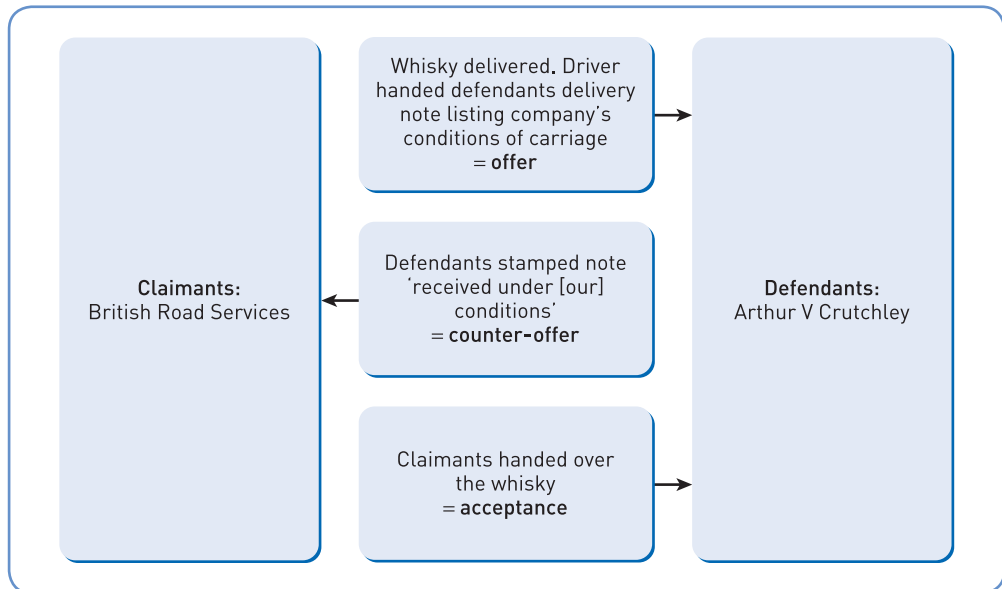 Claimants:
British Road Services
Whisky delivered. Driver
handed defendants delivery
note listing company's
conditions of carriage
= offer
Defendants stamped note
‘received under [our]
conditions’
= counter-offer
Claimants handed over
the whisky
= acceptance
Defendants:
Arthur V Crutchley